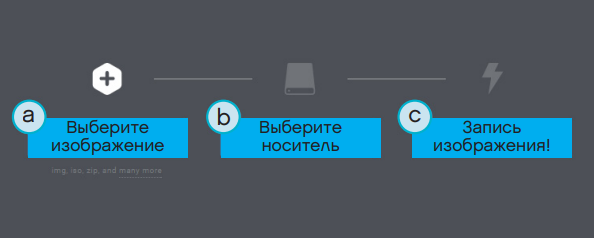 a
Выберите
изображение
b
Выберите
носитель
c
Запись
изображения!
img, iso, zip, and many more